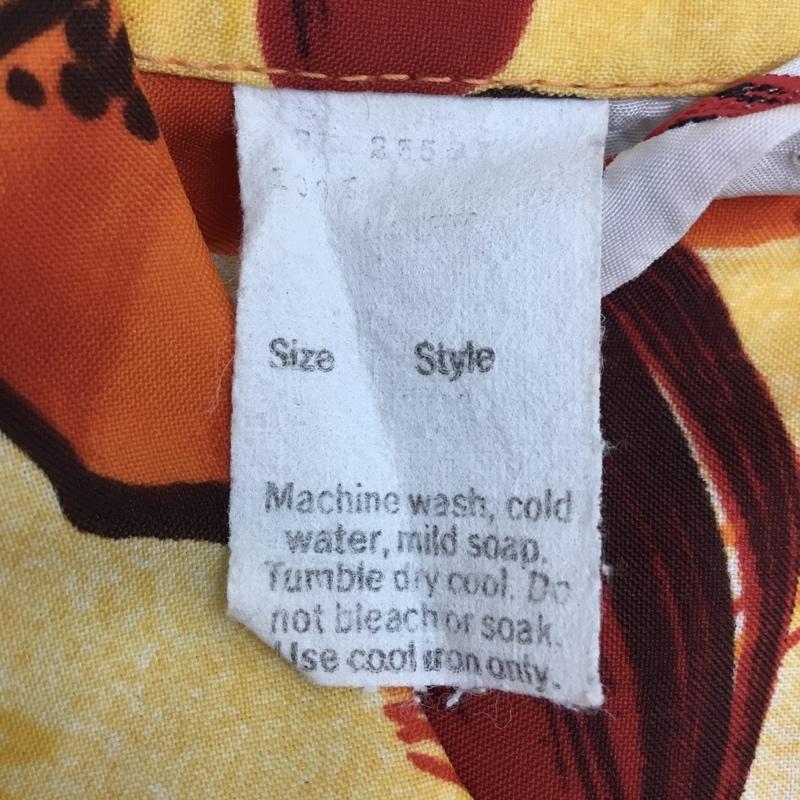 Size Style
Machine wash, cold
water, mild soap.
Tumble dry cool. Do
not bleach or soak.
Use cool iron only.